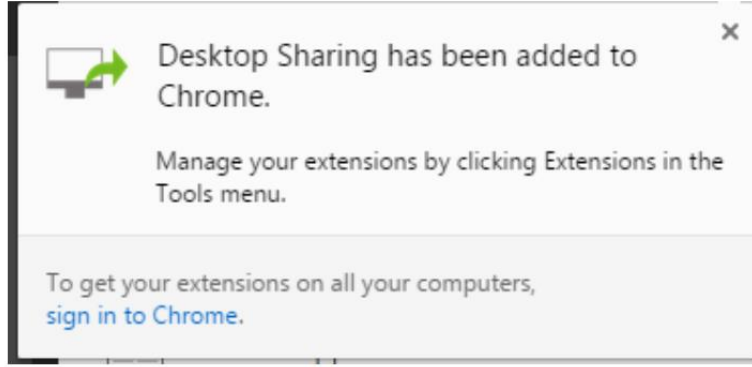 Desktop Sharing has been added to
Chrome.
Manage your extensions by clicking Extensions in the
Tools menu.
To get your extensions on all your computers,
sign in to Chrome.